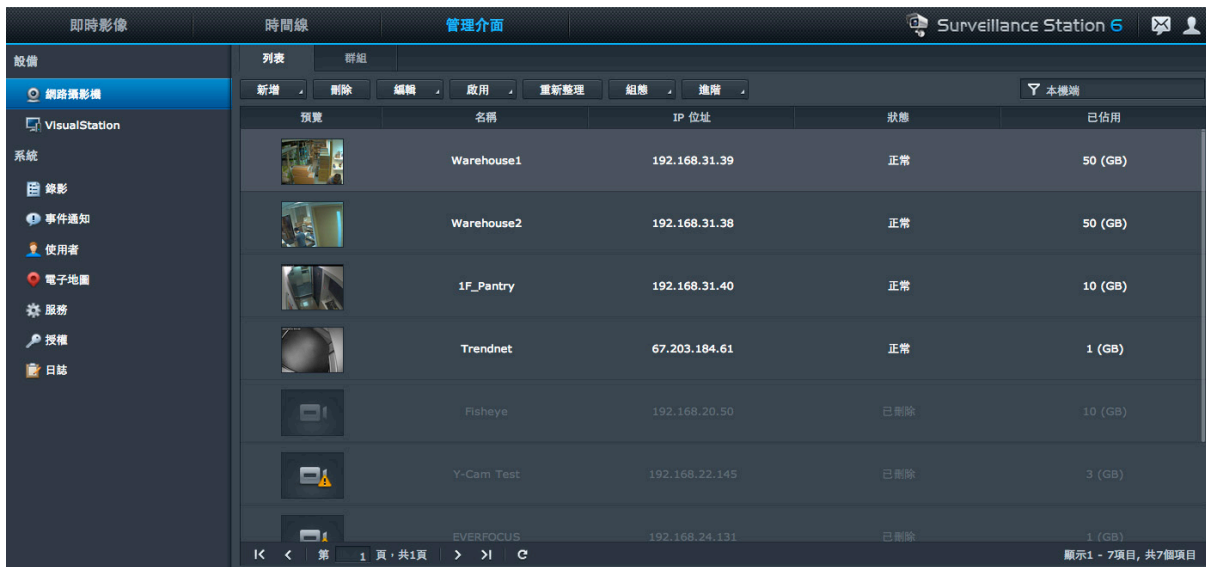 即時影像 時間線 管理介面 Surveillance Station 6
設備 列表 群組
網路攝影機 新增 刪除 編輯 啟用 重新整理 組態 進階 本機端
預覽 名稱 IP 位址 狀態 已佔用
VisualStation
系統
錄影
事件通知
使用者
電子地圖
服務
授權
日誌
Warehouse1 192.168.31.39 正常 50 (GB)
Warehouse2 192.168.31.38 正常 50 (GB)
1F_Pantry 192.168.31.40 正常 10 (GB)
Trendnet 67.203.184.61 正常 1 (GB)
Fisheye 192.168.20.50 已刪除 10 (GB)
Y-Cam Test 192.168.22.145 已刪除 3 (GB)
EVERFOCUS 192.168.24.131 已刪除 1 (GB)
第 1 頁，共1頁 顯示1 - 7項目, 共7個項目